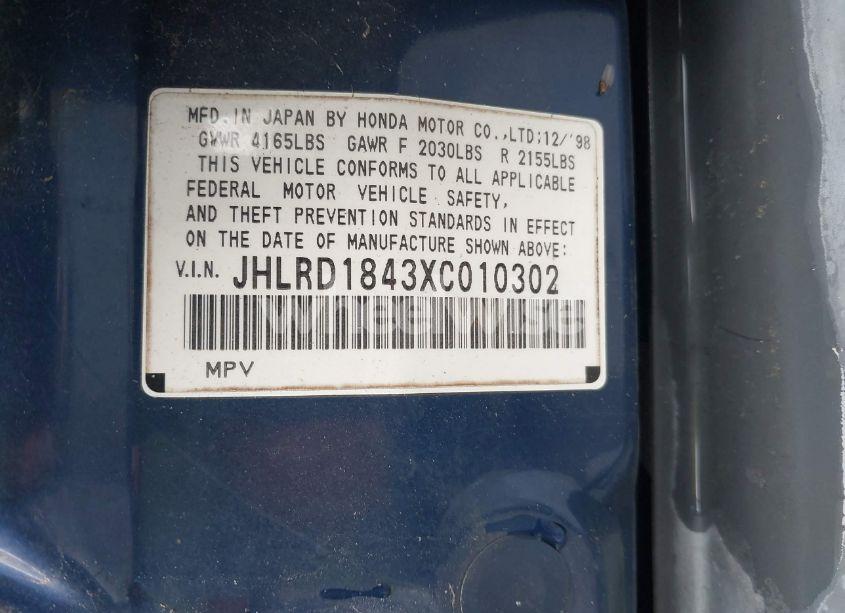 MFD.IN JAPAN BY HONDA MOTOR CO.,LTD;12/'98
GVWR 4165LBS GAWR F 2030LBS R 2155LBS
THIS VEHICLE CONFORMS TO ALL APPLICABLE
FEDERAL MOTOR VEHICLE SAFETY,
AND THEFT PREVENTION STANDARDS IN EFFECT
ON THE DATE OF MANUFACTURE SHOWN ABOVE:
V.I.N. JHLRD1843XC010302
MPV